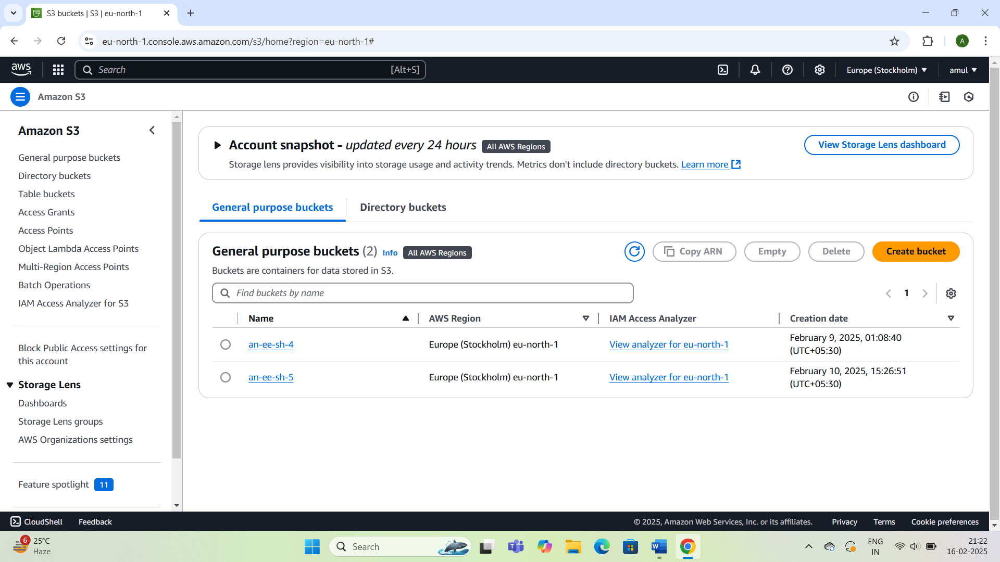 S3 buckets | S3 | eu-north-1
eu-north-1.console.aws.amazon.com/s3/home?region=eu-north-1#
A
aws
Search
[Alt+S]
Europe (Stockholm)
amul
Amazon S3
Amazon S3
General purpose buckets
Directory buckets
Table buckets
Access Grants
Access Points
Object Lambda Access Points
Multi-Region Access Points
Batch Operations
IAM Access Analyzer for S3
Block Public Access settings for
this account
Storage Lens
Dashboards
Storage Lens groups
AWS Organizations settings
Feature spotlight 11
Account snapshot - updated every 24 hours All AWS Regions
View Storage Lens dashboard
Storage lens provides visibility into storage usage and activity trends. Metrics don't include directory buckets. Learn more
General purpose buckets
Directory buckets
General purpose buckets (2) Info All AWS Regions
Copy ARN
Empty
Delete
Create bucket
Buckets are containers for data stored in S3.
Find buckets by name
1
Name
AWS Region
IAM Access Analyzer
Creation date
an-ee-sh-4
Europe (Stockholm) eu-north-1
View analyzer for eu-north-1
February 9, 2025, 01:08:40
(UTC+05:30)
an-ee-sh-5
Europe (Stockholm) eu-north-1
View analyzer for eu-north-1
February 10, 2025, 15:26:51
(UTC+05:30)
CloudShell
Feedback
© 2025, Amazon Web Services, Inc. or its affiliates.
Privacy
Terms
Cookie preferences
6
25°C
Haze
Search
ENG
IN
21:22
16-02-2025